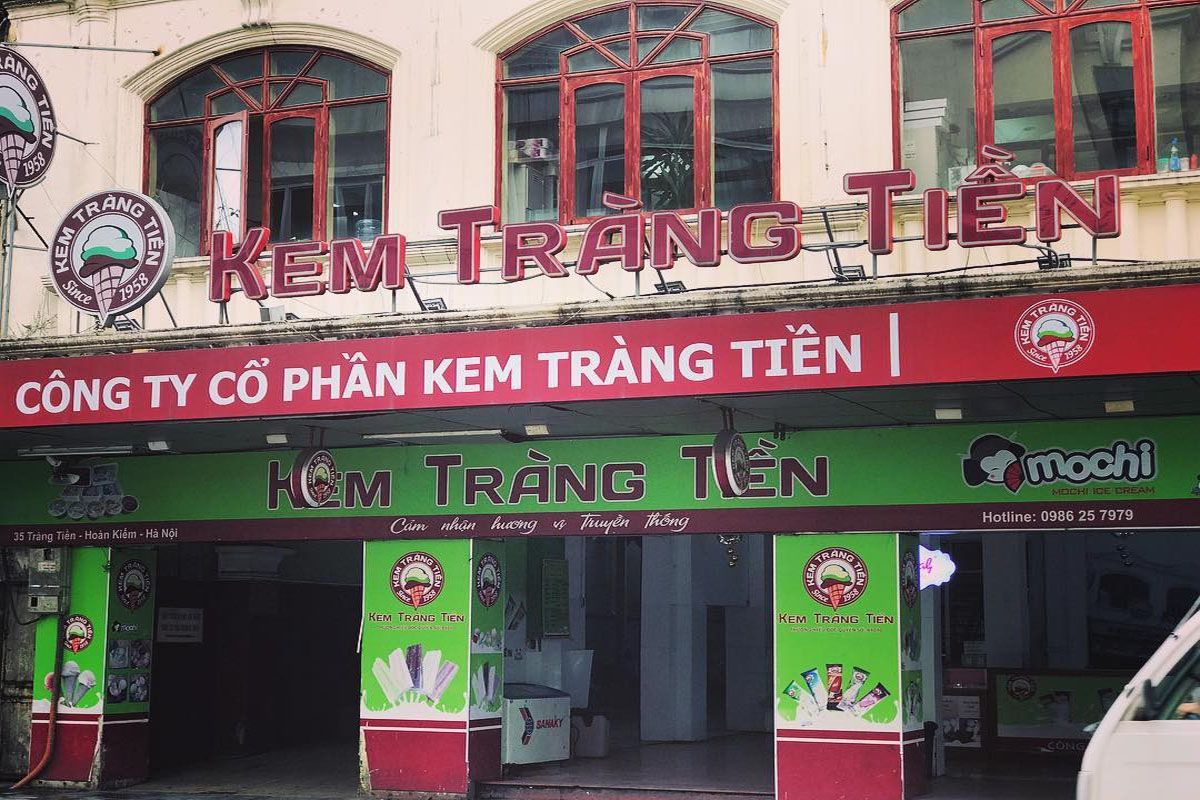 KEM TRÀNG TIỀN
1958
KEM TRÀNG TIỀN
Since 1958
KEM TRÀNG TIỀN
CÔNG TY CỔ PHẦN KEM TRÀNG TIỀN
KEM TRÀNG TIỀN
Since 1958
KEM TRÀNG TIỀN
mochi
MOCHI ICE CREAM
Cảm nhận hương vị Truyền thống
35 Tràng Tiền - Hoàn Kiếm - Hà Nội
Hotline: 0986 25 7979
KEM TRÀNG TIỀN
Since 1958
KEM TRÀNG TIỀN
KEM TRÀNG TIỀN
Since 1958
KEM TRÀNG TIỀN
mochi
SANAKY
CÔNG